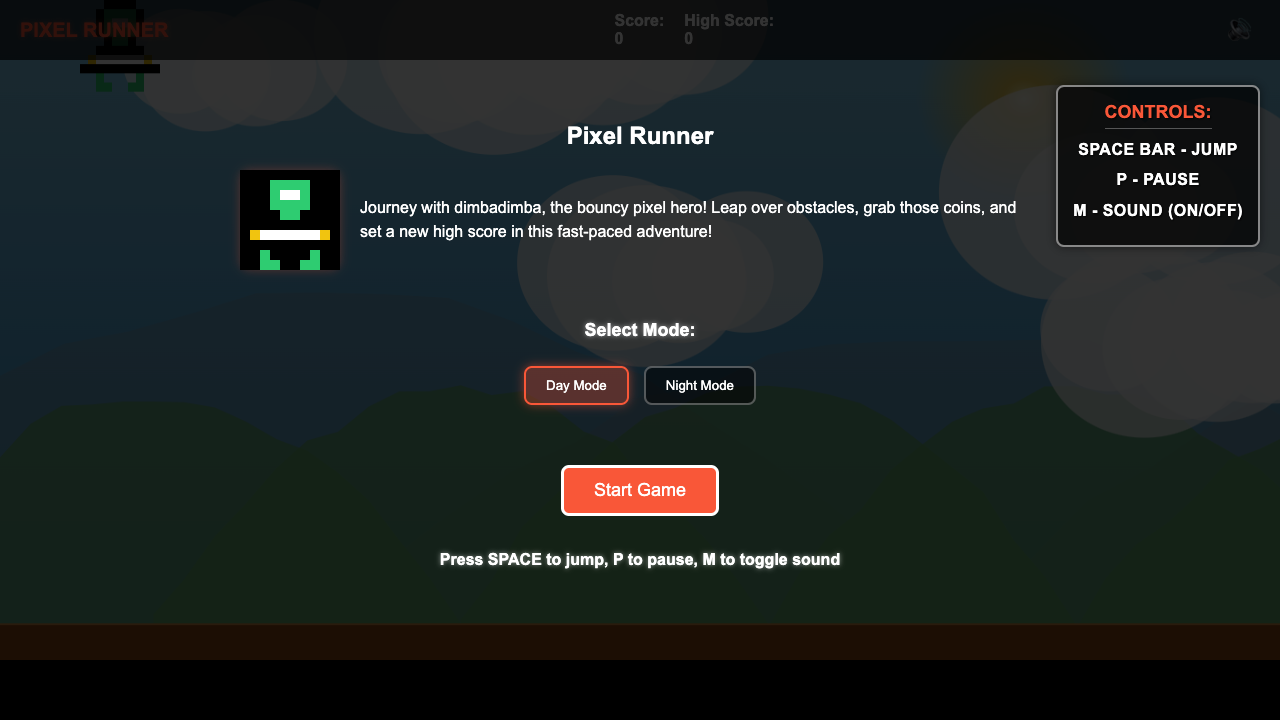 PIXEL RUNNER
Score:
0
High Score:
0
CONTROLS:
SPACE BAR - JUMP
P - PAUSE
M - SOUND (ON/OFF)
Pixel Runner
Journey with dimbadimba, the bouncy pixel hero! Leap over obstacles, grab those coins, and
set a new high score in this fast-paced adventure!
Select Mode:
Day Mode
Night Mode
Start Game
Press SPACE to jump, P to pause, M to toggle sound